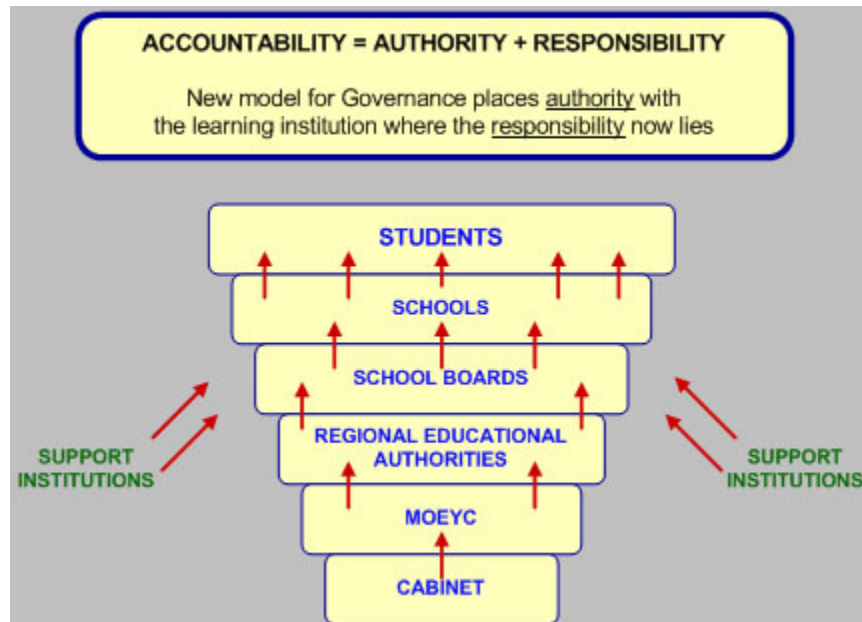 ACCOUNTABILITY = AUTHORITY + RESPONSIBILITY
New model for Governance places authority with
the learning institution where the responsibility now lies
STUDENTS
SCHOOLS
SCHOOL BOARDS
REGIONAL EDUCATIONAL
AUTHORITIES
SUPPORT
INSTITUTIONS
SUPPORT
INSTITUTIONS
MOEYC
CABINET